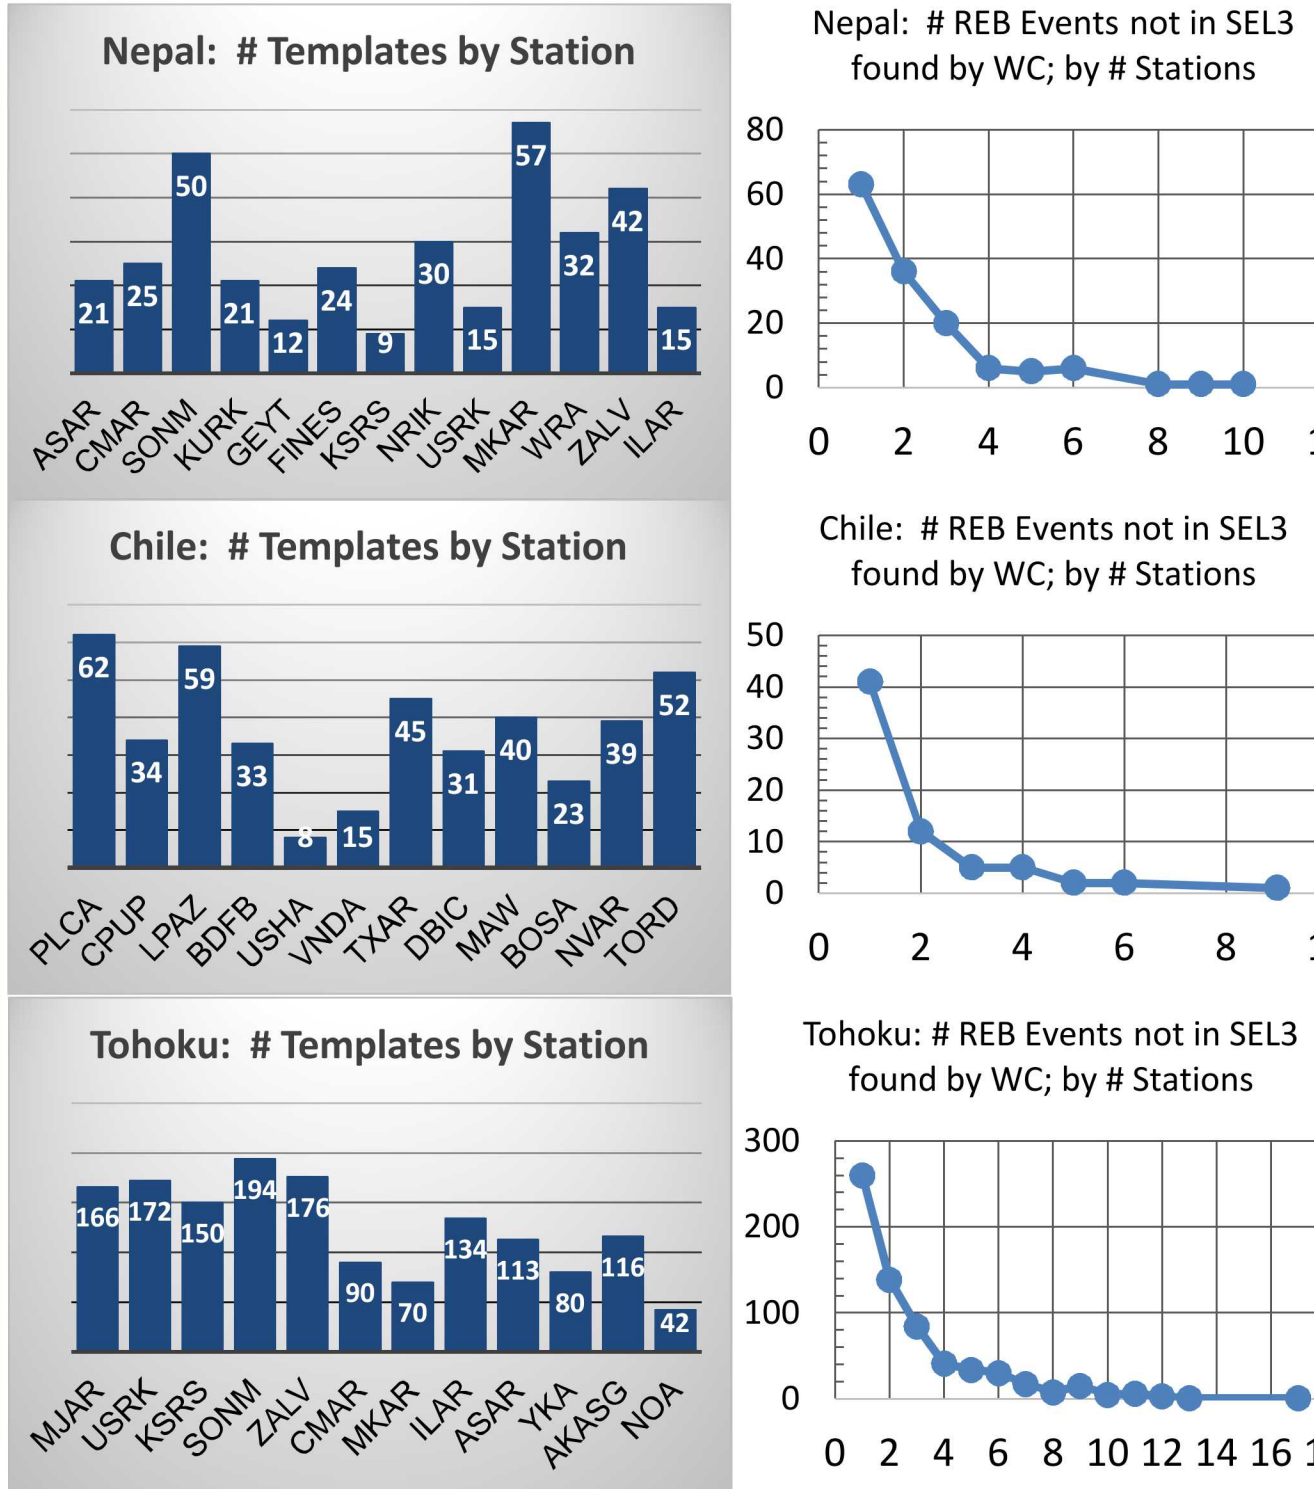 Nepal:  # Templates by Station
50
57
42
21
25
21
12
24
9
30
15
32
15
ASAR
CMAR
SONM
KURK
GEYT
FINES
KSRS
NRIK
USRK
MKAR
WRA
ZALV
ILAR
Nepal:  # REB Events not in SEL3
found by WC; by # Stations
80
60
40
20
0
0 2 4 6 8 10 1
Chile:  # Templates by Station
62
34
59
33
8
15
45
31
40
23
39
52
PLCA
CPUP
LPAZ
BDFB
USHA
VNDA
TXAR
DBIC
MAW
BOSA
NVAR
TORD
Chile:  # REB Events not in SEL3
found by WC; by # Stations
50
40
30
20
10
0
0 2 4 6 8 1
Tohoku:  # Templates by Station
166
172
150
194
176
90
70
134
113
80
116
42
MJAR
USRK
KSRS
SONM
ZALV
CMAR
MKAR
ILAR
ASAR
YKA
AKASG
NOA
Tohoku: # REB Events not in SEL3
found by WC; by # Stations
300
200
100
0
0 2 4 6 8 10 12 14 16 1